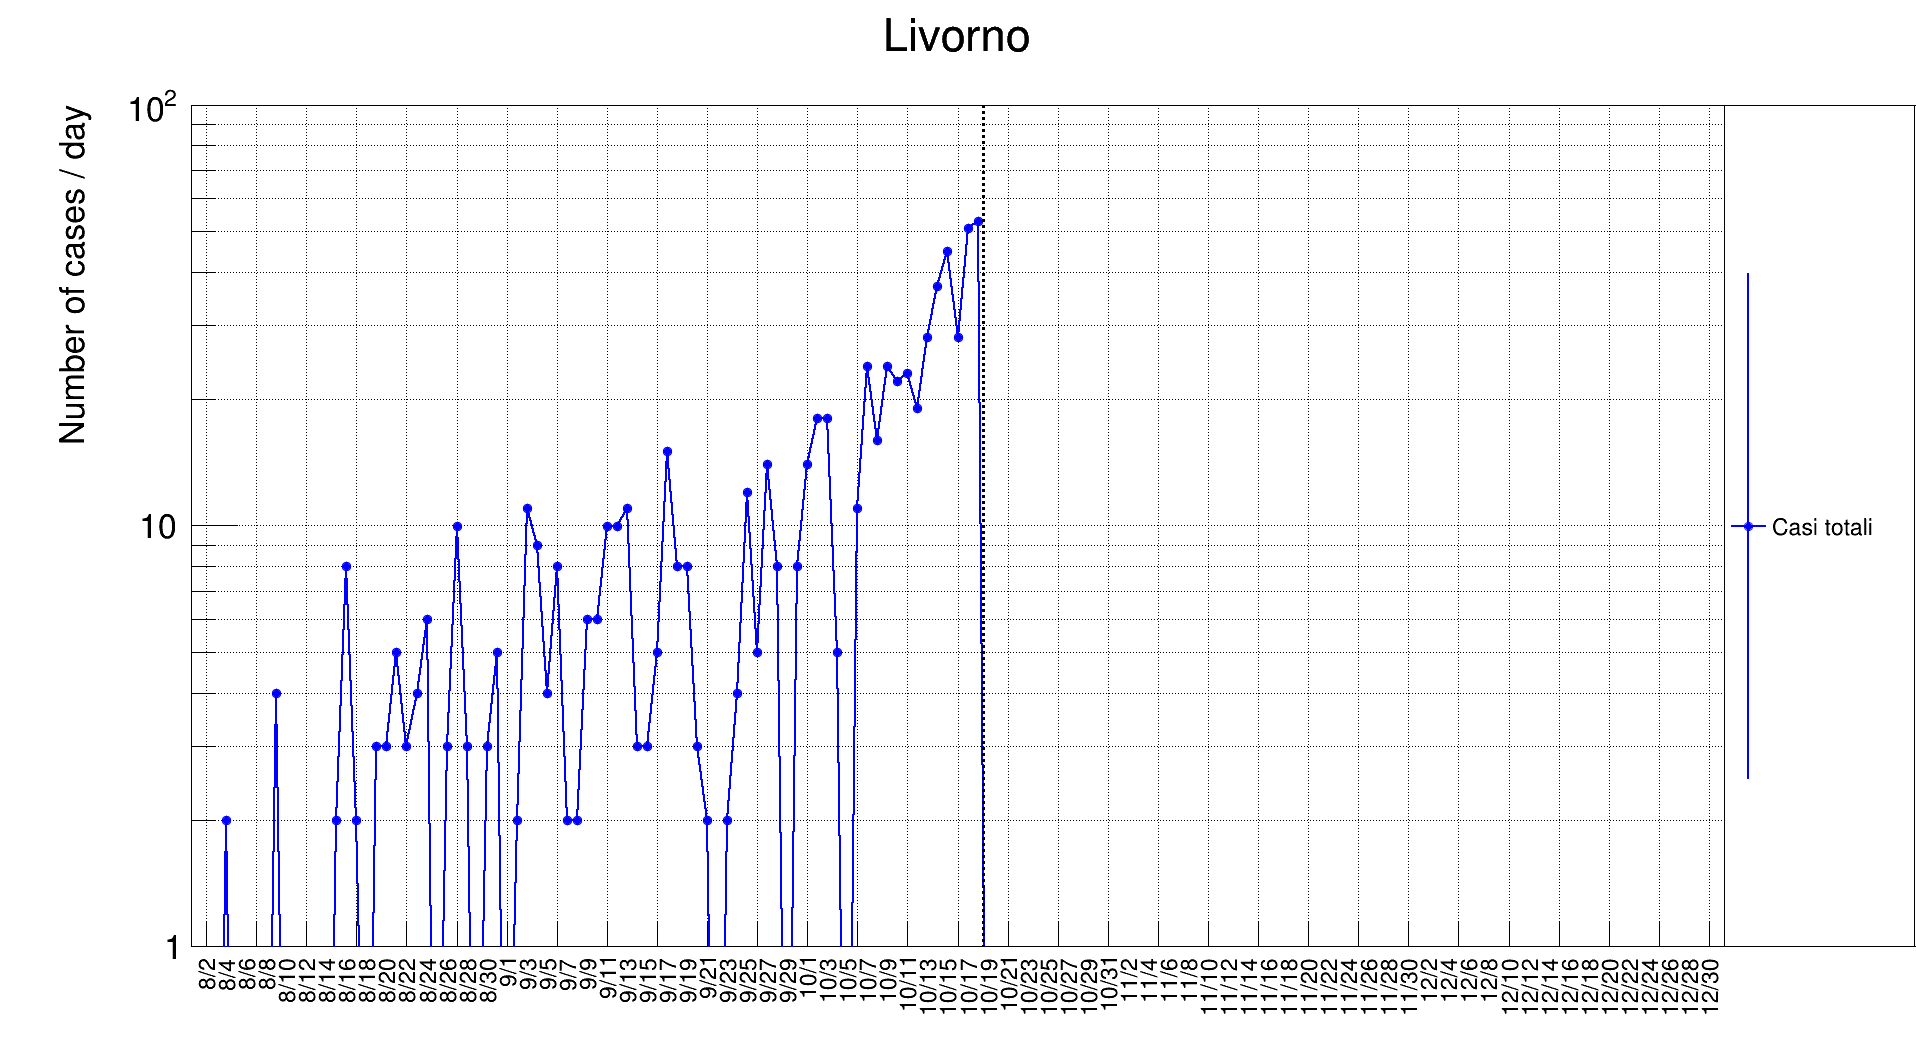 Livorno
Number of cases / day
10²
10
1
8/2 8/4 8/6 8/8 8/10 8/12 8/14 8/16 8/18 8/20 8/22 8/24 8/26 8/28 8/30 9/1 9/3 9/5 9/7 9/9 9/11 9/13 9/15 9/17 9/19 9/21 9/23 9/25 9/27 9/29 10/1 10/3 10/5 10/7 10/9 10/11 10/13 10/15 10/17 10/19 10/21 10/23 10/25 10/27 10/29 10/31 11/2 11/4 11/6 11/8 11/10 11/12 11/14 11/16 11/18 11/20 11/22 11/24 11/26 11/28 11/30 12/2 12/4 12/6 12/8 12/10 12/12 12/14 12/16 12/18 12/20 12/22 12/24 12/26 12/28 12/30
Casi totali